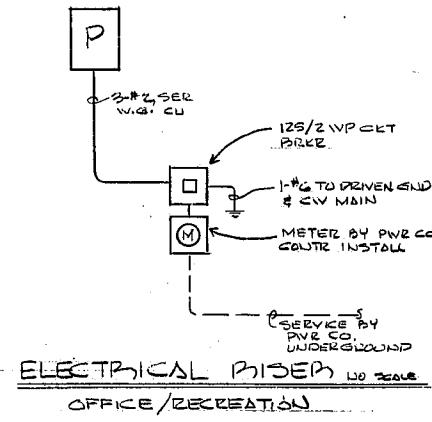 P
3-#2, SER
W.G. CU
125/2 WP CKT
BRKR
1-#6 TO DRIVEN GND
& CW MAIN
M
METER BY PWR CO
CONTR INSTALL
SERVICE BY
PWR CO.
UNDERGROUND
ELECTRICAL RISER NO SCALE
OFFICE/RECREATION